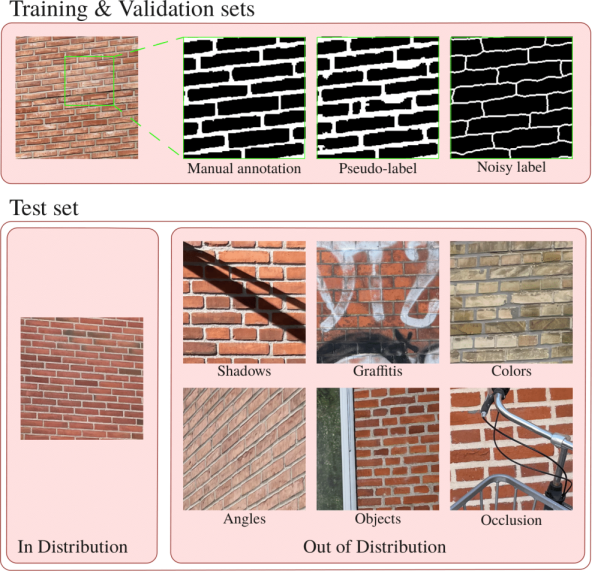 Training & Validation sets
Manual annotation
Pseudo-label
Noisy label
Test set
Shadows
Graffitis
Colors
Angles
Objects
Occlusion
In Distribution
Out of Distribution